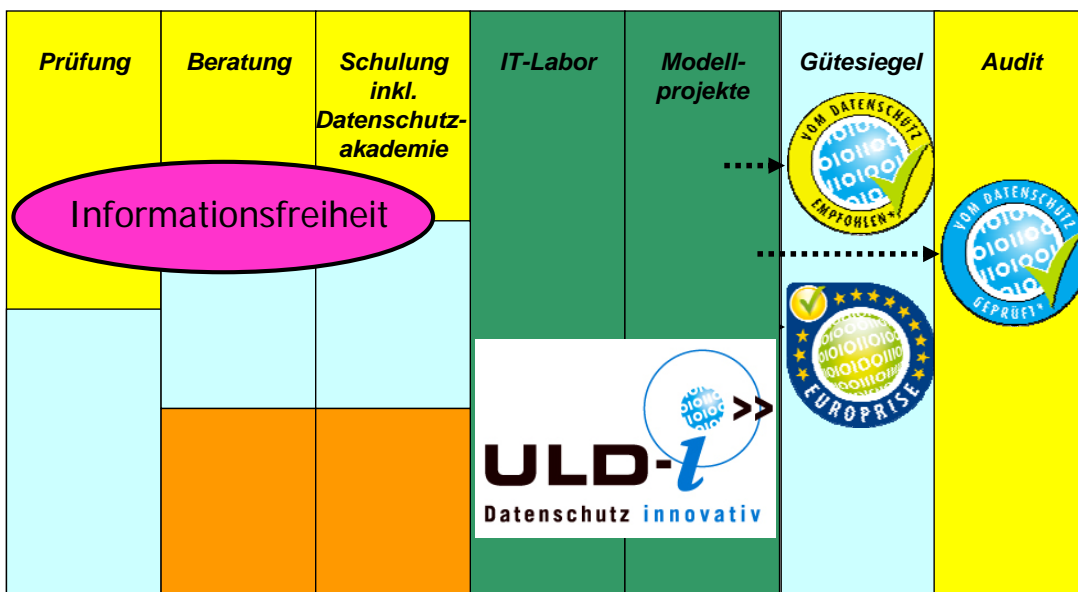 Prüfung
Beratung
Schulung
inkl.
Datenschutz-
akademie
IT-Labor
Modell-
projekte
Gütesiegel
Audit
Informationsfreiheit
VOM DATENSCHUTZ
EMPFOHLEN*
VOM DATENSCHUTZ
GEPRÜFT*
EUROPRISE
>>
ULD-i
Datenschutz innovativ